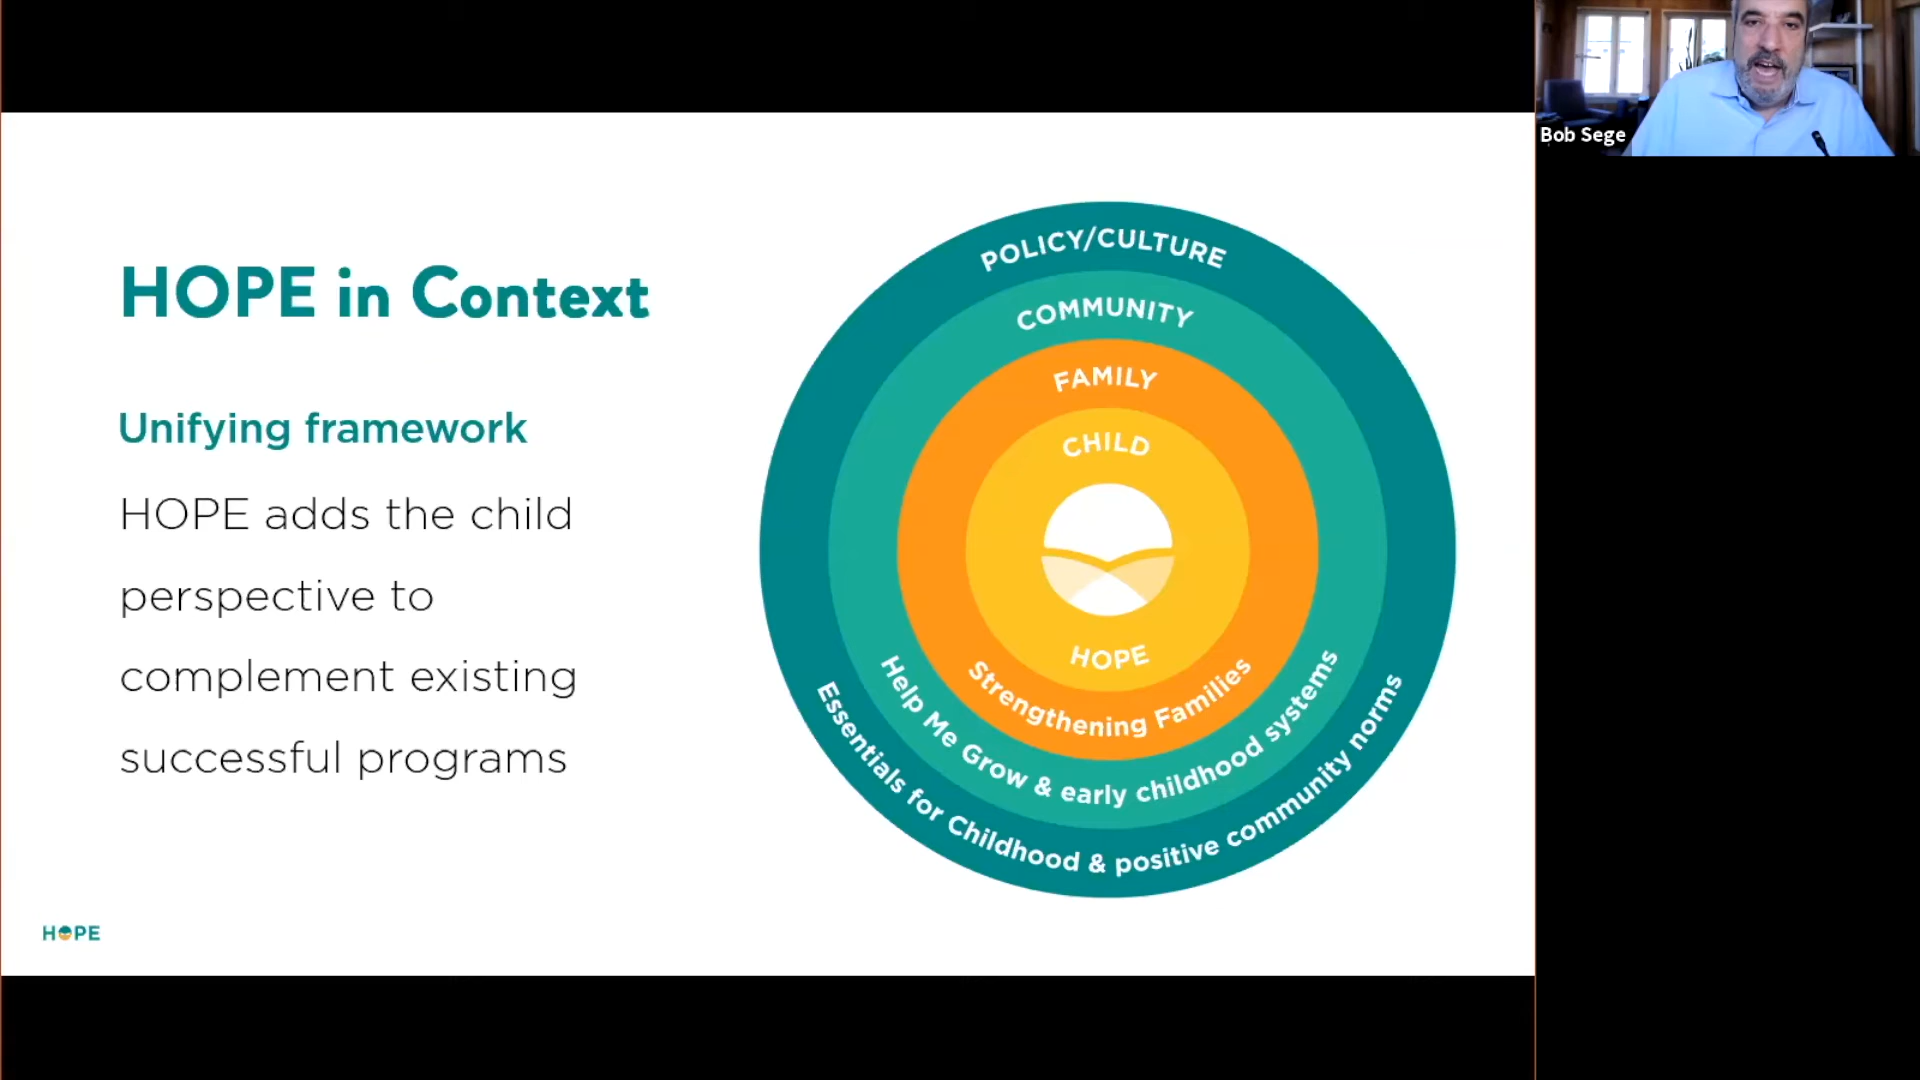 Bob Sege
HOPE in Context
Unifying framework
HOPE adds the child
perspective to
complement existing
successful programs
POLICY/CULTURE
COMMUNITY
FAMILY
CHILD
HOPE
Strengthening Families
Help Me Grow & early childhood systems
Essentials for Childhood & positive community norms
HOPE